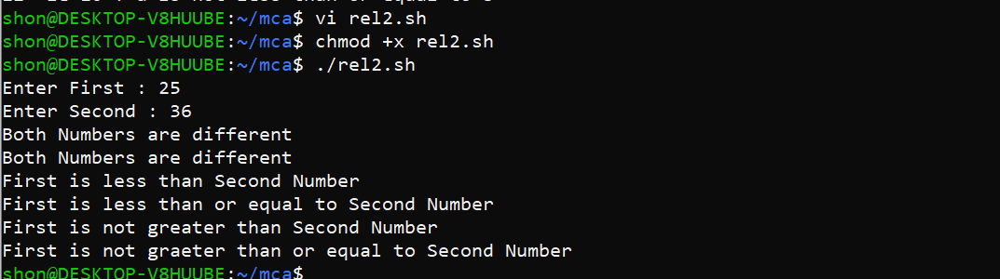 shon@DESKTOP-V8HUUBE:~/mca$ vi rel2.sh
shon@DESKTOP-V8HUUBE:~/mca$ chmod +x rel2.sh
shon@DESKTOP-V8HUUBE:~/mca$ ./rel2.sh
Enter First : 25
Enter Second : 36
Both Numbers are different
Both Numbers are different
First is less than Second Number
First is less than or equal to Second Number
First is not greater than Second Number
First is not graeter than or equal to Second Number
shon@DESKTOP-V8HUUBE:~/mca$